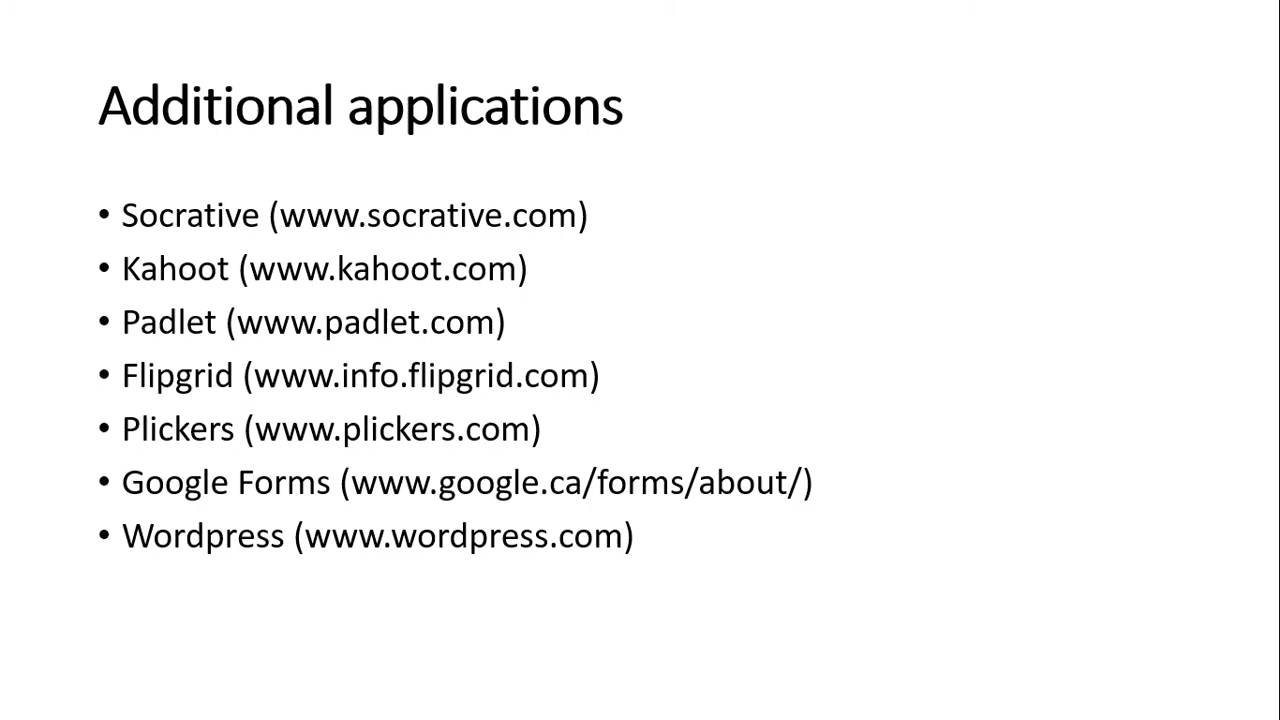 Additional applications
• Socrative (www.socrative.com)
• Kahoot (www.kahoot.com)
• Padlet (www.padlet.com)
• Flipgrid (www.info.flipgrid.com)
• Plickers (www.plickers.com)
• Google Forms (www.google.ca/forms/about/)
• Wordpress (www.wordpress.com)